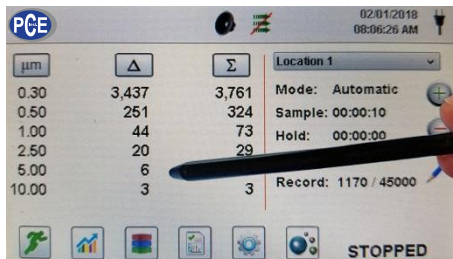 PCE
02/01/2018
08:06:26 AM
µm Δ Σ
Location 1
0.30 3,437 3,761
0.50 251 324
1.00 44 73
2.50 20 29
5.00 6
10.00 3 3
Mode: Automatic
Sample: 00:00:10
Hold: 00:00:00
Record: 1170 / 45000
STOPPED